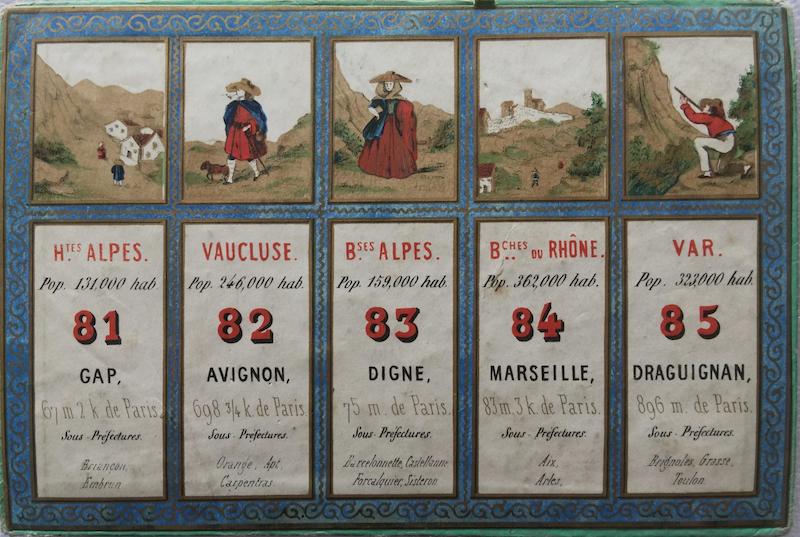 Htes ALPES.
Pop. 131,000 hab.
81
GAP,
67 m 2 k. de Paris.
Sous-Préfectures.
Briançon,
Embrun
VAUCLUSE.
Pop. 246,000 hab.
82
AVIGNON,
698 3/4 k. de Paris.
Sous-Préfectures.
Orange, Apt,
Carpentras.
Bses ALPES.
Pop. 159,000 hab.
83
DIGNE,
75 m. de Paris.
Sous-Préfectures.
Barcelonnette, Castellanne
Forcalquier, Sisteron
Bches DU RHÔNE.
Pop. 362,000 hab.
84
MARSEILLE,
83 m. 3 k. de Paris.
Sous-Préfectures.
Aix,
Arles,
VAR.
Pop. 323,000 hab.
85
DRAGUIGNAN,
896 m. de Paris.
Sous-Préfectures.
Brignoles, Grasse,
Toulon.